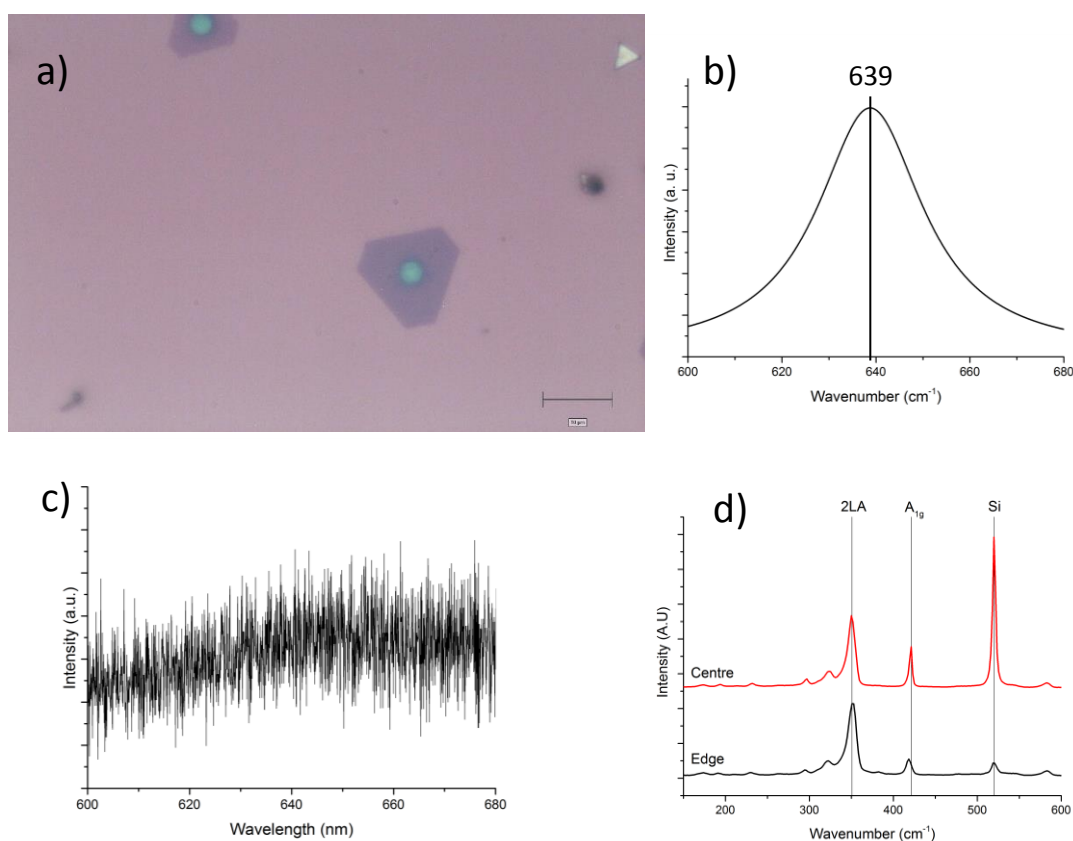 a)
b)
639
Intensity (a. u.)
600
620
640
660
680
Wavenumber (cm⁻¹)
c)
Intensity (a.u.)
600
620
640
660
680
Wavelength (nm)
d)
2LA
A₁g
Si
Intensity (A.U)
Centre
Edge
200
300
400
500
600
Wavenumber (cm⁻¹)